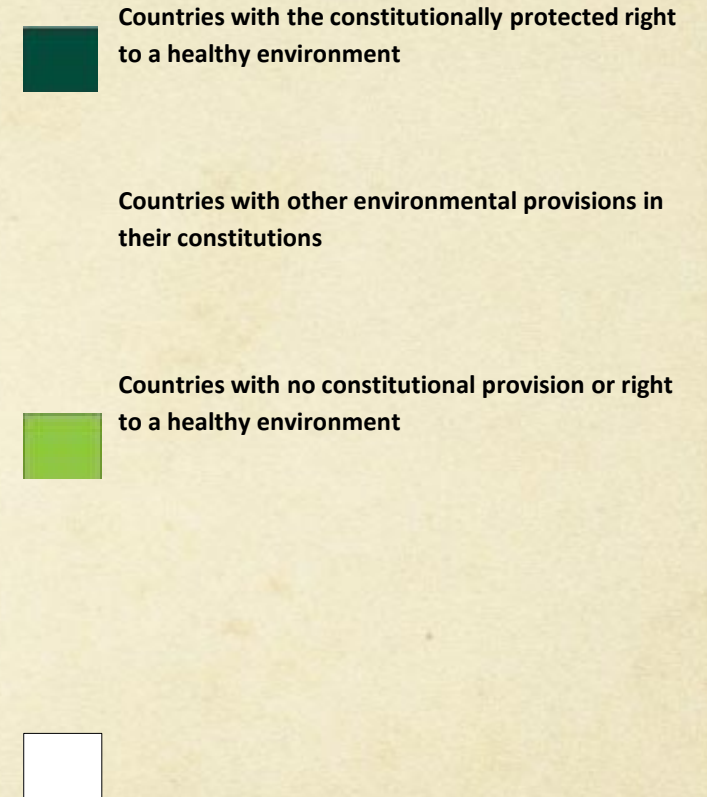 Countries with the constitutionally protected right
to a healthy environment
Countries with other environmental provisions in
their constitutions
Countries with no constitutional provision or right
to a healthy environment